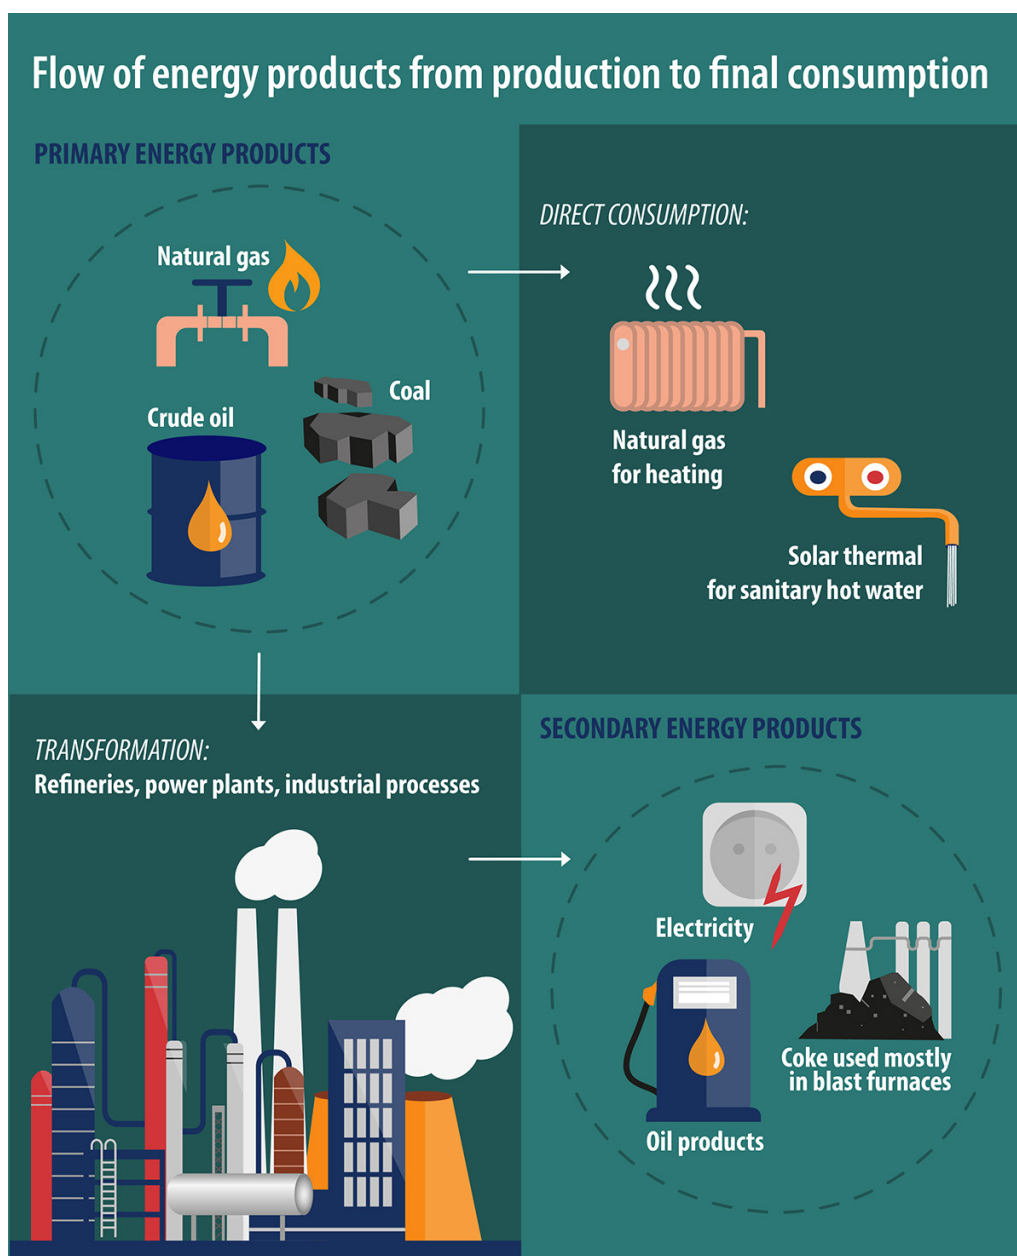 Flow of energy products from production to final consumption
PRIMARY ENERGY PRODUCTS
Natural gas
Coal
Crude oil
DIRECT CONSUMPTION:
Natural gas
for heating
Solar thermal
for sanitary hot water
TRANSFORMATION:
Refineries, power plants, industrial processes
SECONDARY ENERGY PRODUCTS
Electricity
Coke used mostly
in blast furnaces
Oil products